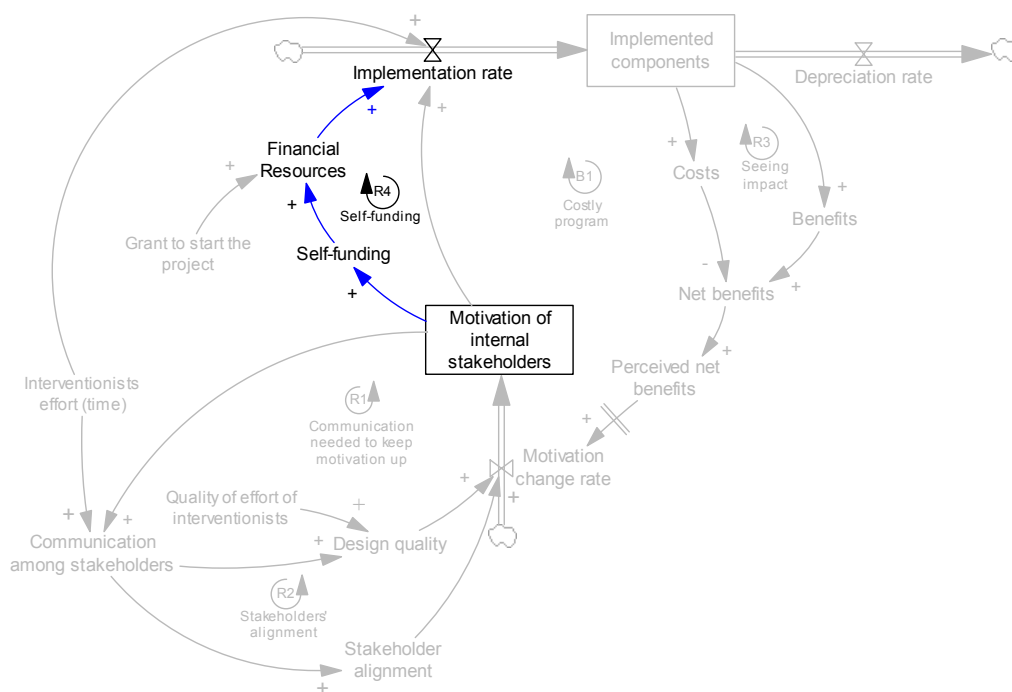 +
Implemented
components
Implementation rate
Depreciation rate
+
+
+
Financial
Resources
R4
Self-funding
B1
Costly
program
R3
Seeing
impact
Costs
+
+
+
Benefits
Grant to start the
project
Self-funding
+
-
Net benefits
+
Motivation of
internal
stakeholders
+
Perceived net
benefits
Interventionists
effort (time)
R1
Communication
needed to keep
motivation up
+
Motivation
change rate
+
+
Quality of effort of
interventionists
+
+
+
Communication
among stakeholders
+
Design quality
R2
Stakeholders'
alignment
Stakeholder
alignment
+